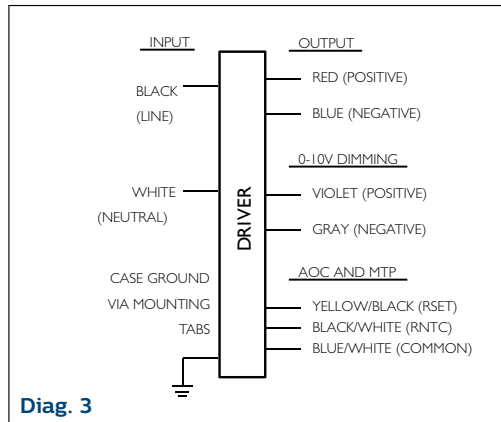 INPUT
BLACK
(LINE)
WHITE
(NEUTRAL)
CASE GROUND
VIA MOUNTING
TABS
DRIVER
OUTPUT
RED (POSITIVE)
BLUE (NEGATIVE)
0-10V DIMMING
VIOLET (POSITIVE)
GRAY (NEGATIVE)
AOC AND MTP
YELLOW/BLACK (RSET)
BLACK/WHITE (RNTC)
BLUE/WHITE (COMMON)
Diag. 3